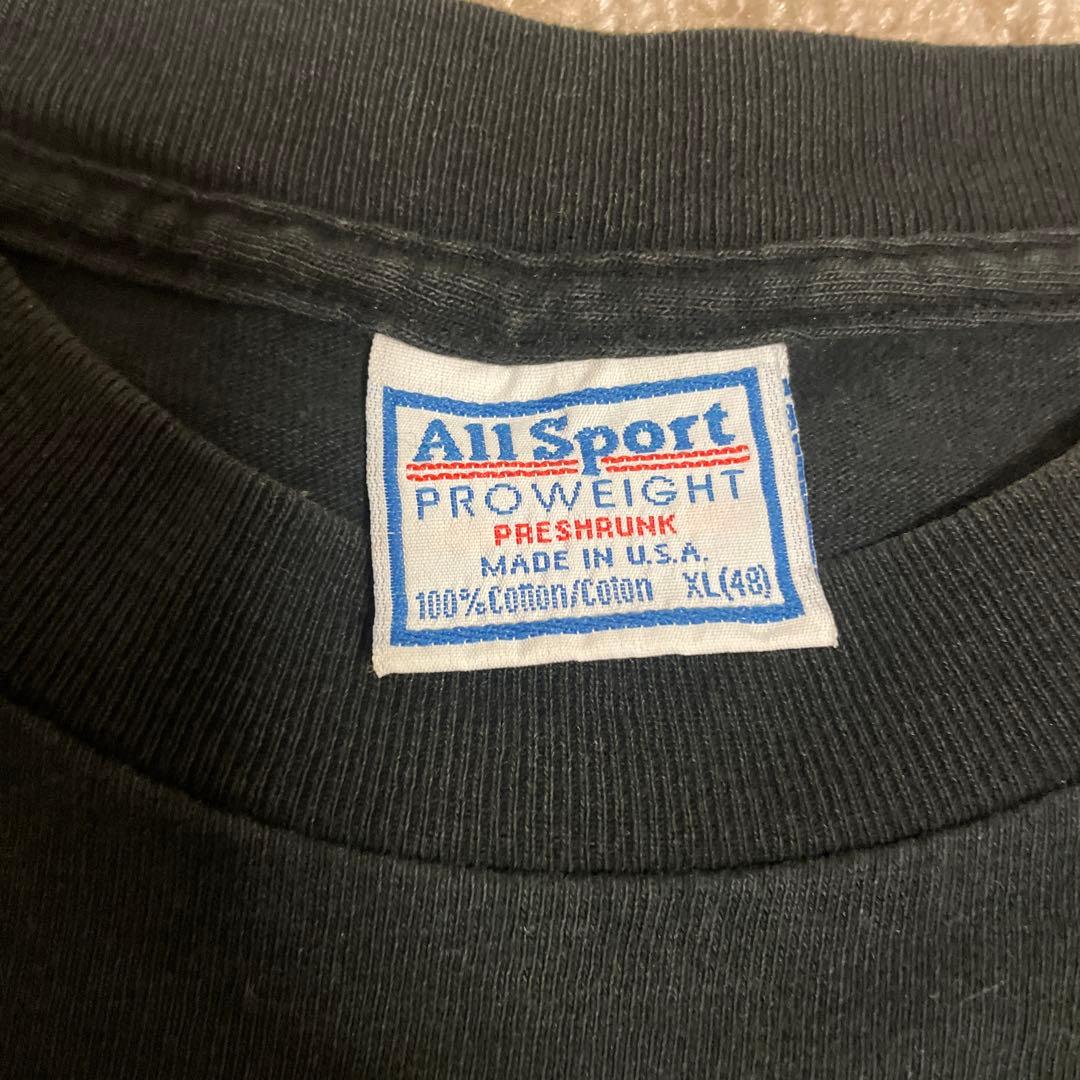 All Sport
PROWEIGHT
PRESHRUNK
MADE IN U.S.A.
100% Cotton/Coton XL(48)